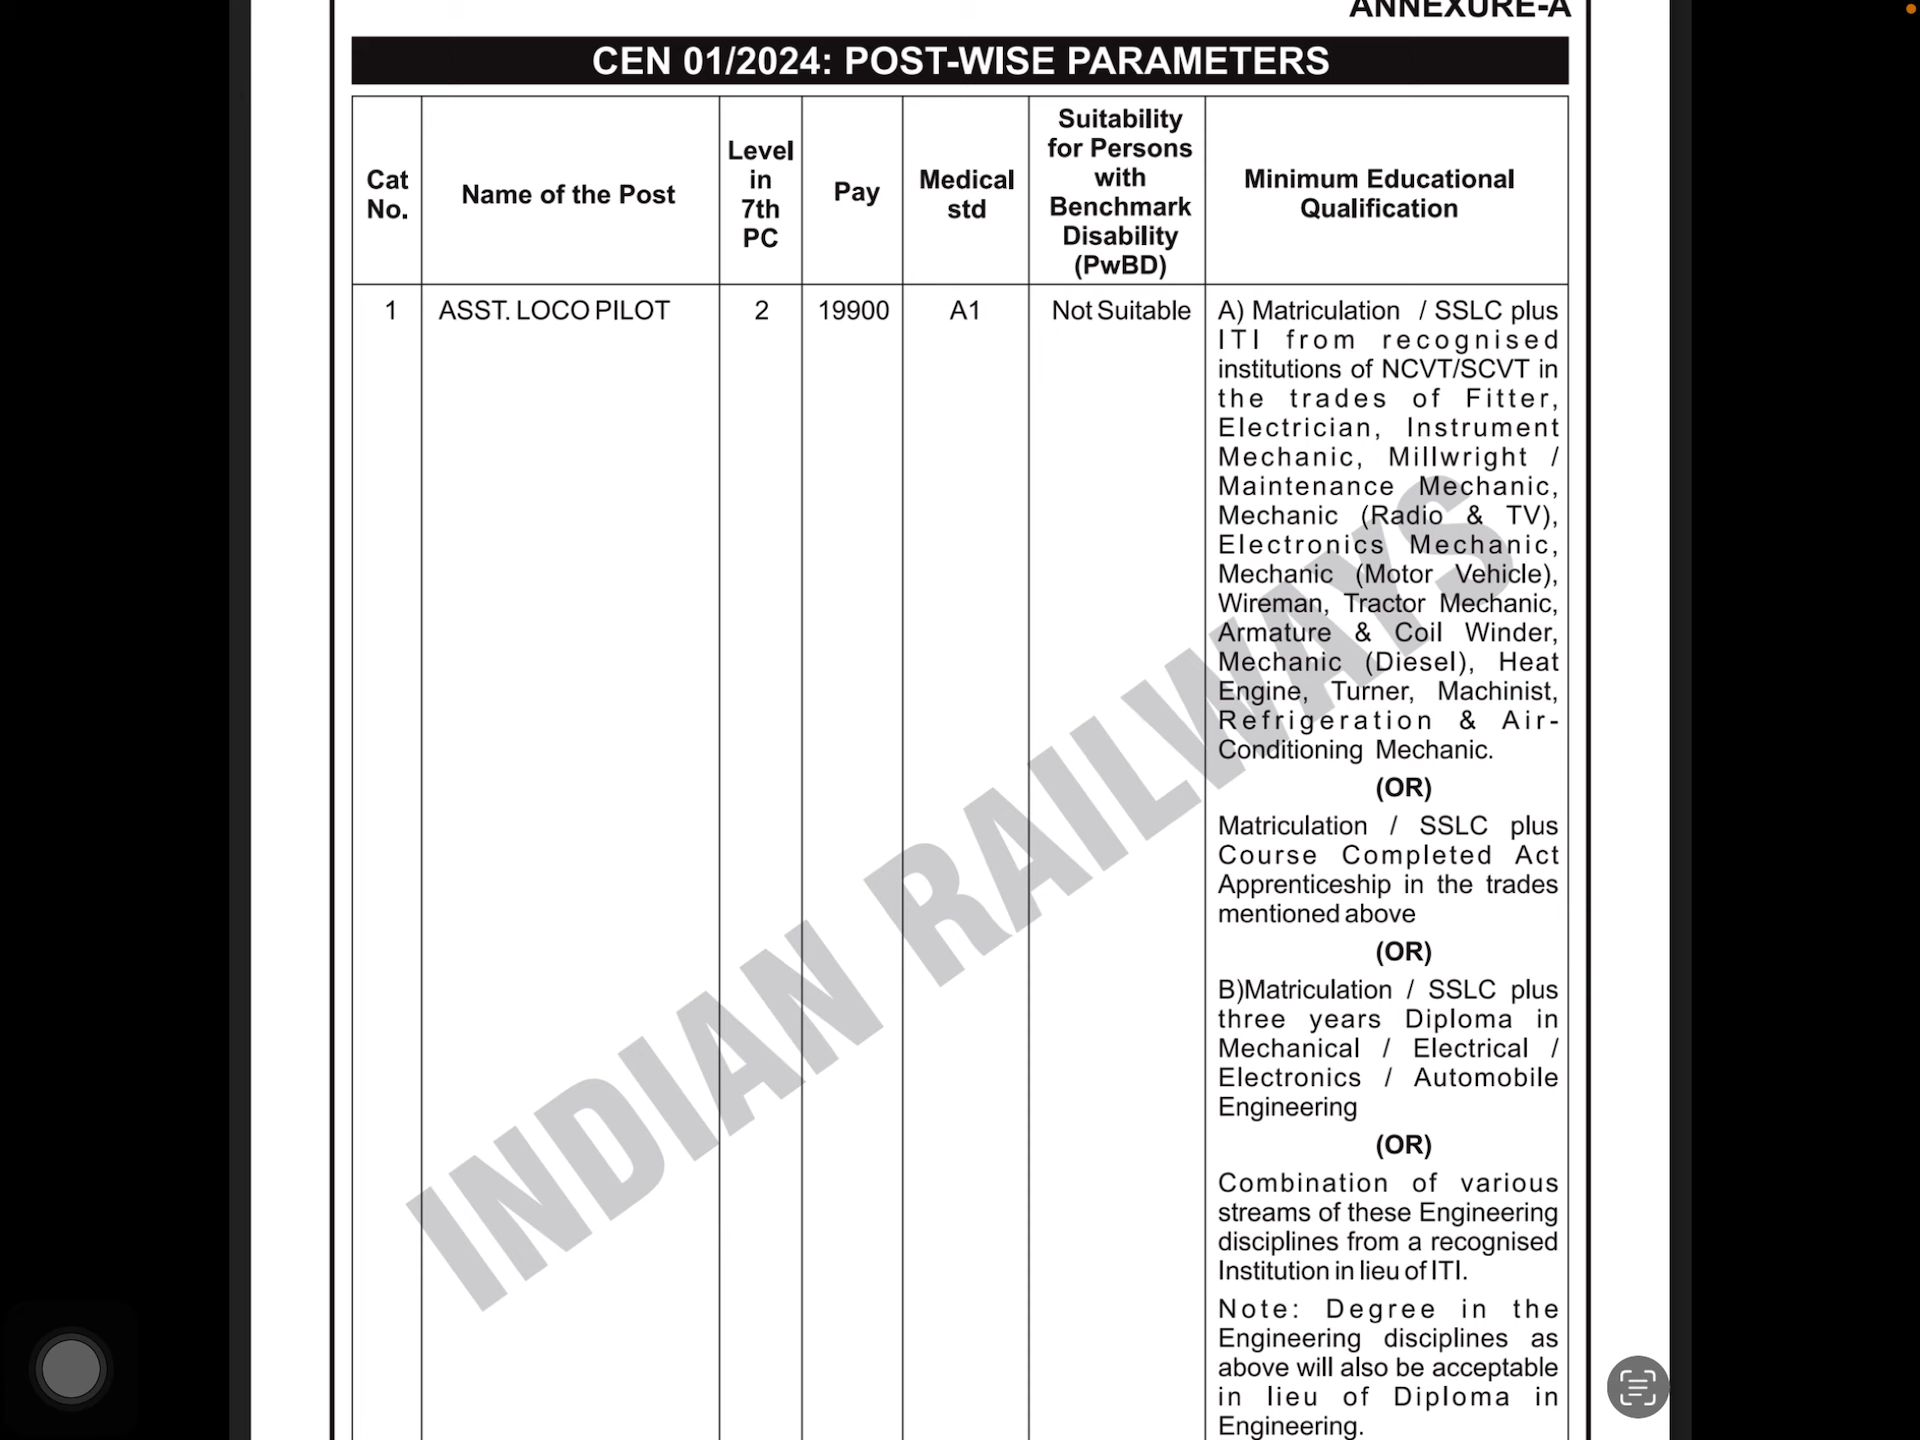 ANNEXURE-A
CEN 01/2024: POST-WISE PARAMETERS
Cat
No.
Name of the Post
Level
in
7th
PC
Pay
Medical
std
Suitability
for Persons
with
Benchmark
Disability
(PwBD)
Minimum Educational
Qualification
1
ASST. LOCO PILOT
2
19900
A1
Not Suitable
A) Matriculation / SSLC plus
ITI from recognised
institutions of NCVT/SCVT in
the trades of Fitter,
Electrician, Instrument
Mechanic, Millwright /
Maintenance Mechanic,
Mechanic (Radio & TV),
Electronics Mechanic,
Mechanic (Motor Vehicle),
Wireman, Tractor Mechanic,
Armature & Coil Winder,
Mechanic (Diesel), Heat
Engine, Turner, Machinist,
Refrigeration & Air-
Conditioning Mechanic.
(OR)
Matriculation / SSLC plus
Course Completed Act
Apprenticeship in the trades
mentioned above
(OR)
B)Matriculation / SSLC plus
three years Diploma in
Mechanical / Electrical /
Electronics / Automobile
Engineering
(OR)
Combination of various
streams of these Engineering
disciplines from a recognised
Institution in lieu of ITI.
Note: Degree in the
Engineering disciplines as
above will also be acceptable
in lieu of Diploma in
Engineering.
INDIAN RAILWAYS